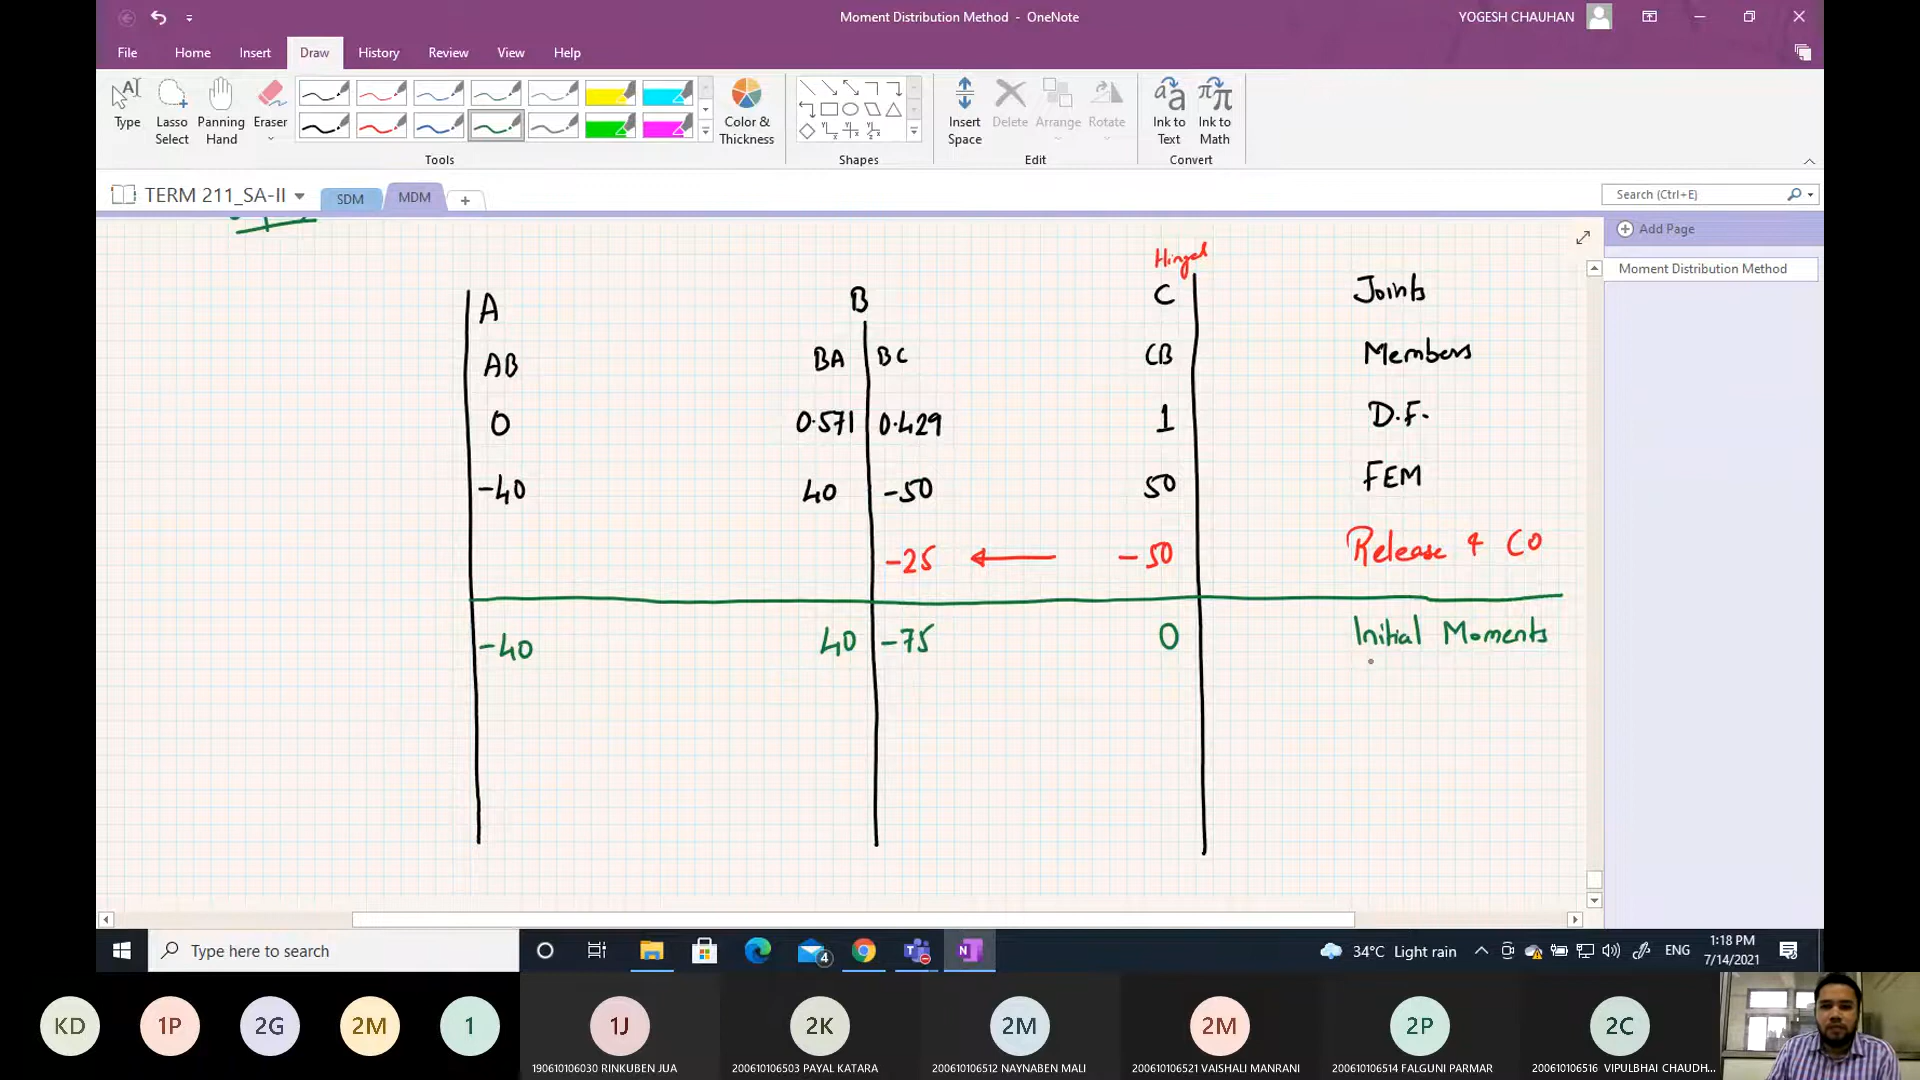 Moment Distribution Method - OneNote
YOGESH CHAUHAN
File Home Insert Draw History Review View Help
Type
Lasso Select
Panning Hand
Eraser
Color & Thickness
Insert Space
Delete
Arrange
Rotate
Ink to Text
Ink to Math
Tools
Shapes
Edit
Convert
TERM 211_SA-II
SDM
MDM
Search (Ctrl+E)
Add Page
Moment Distribution Method
Hinged
A B C Joints
AB BA BC CB Members
0 0.571 0.429 1 D.F.
-40 40 -50 50 FEM
-25 -50 Release & CO
-40 40 -75 0 Initial Moments
Type here to search
4
34°C Light rain
ENG
1:18 PM
7/14/2021
KD 1P 2G 2M 1 1J 2K 2M 2M 2P 2C
190610106030 RINKUBEN JUA
200610106503 PAYAL KATARA
200610106512 NAYNABEN MALI
200610106521 VAISHALI MANRANI
200610106514 FALGUNI PARMAR
200610106516 VIPULBHAI CHAUDH...